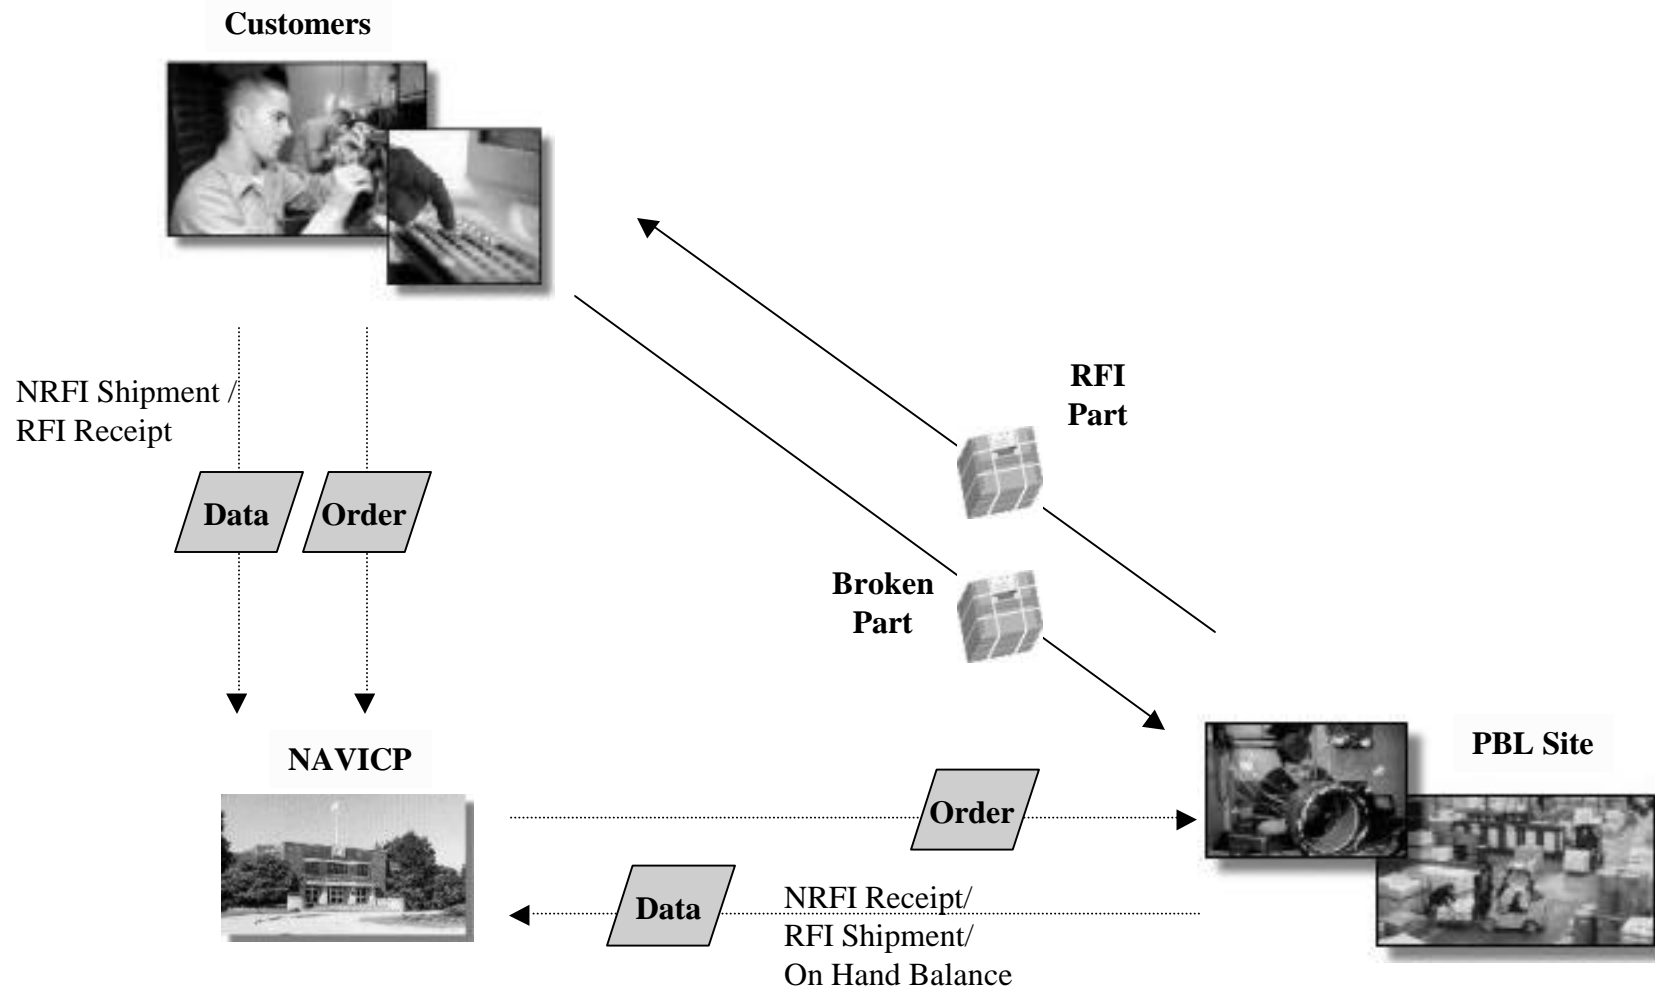 Customers
NRFI Shipment /
RFI Receipt
RFI
Part
Data
Order
Broken
Part
NAVICP
PBL Site
Order
Data
NRFI Receipt/
RFI Shipment/
On Hand Balance